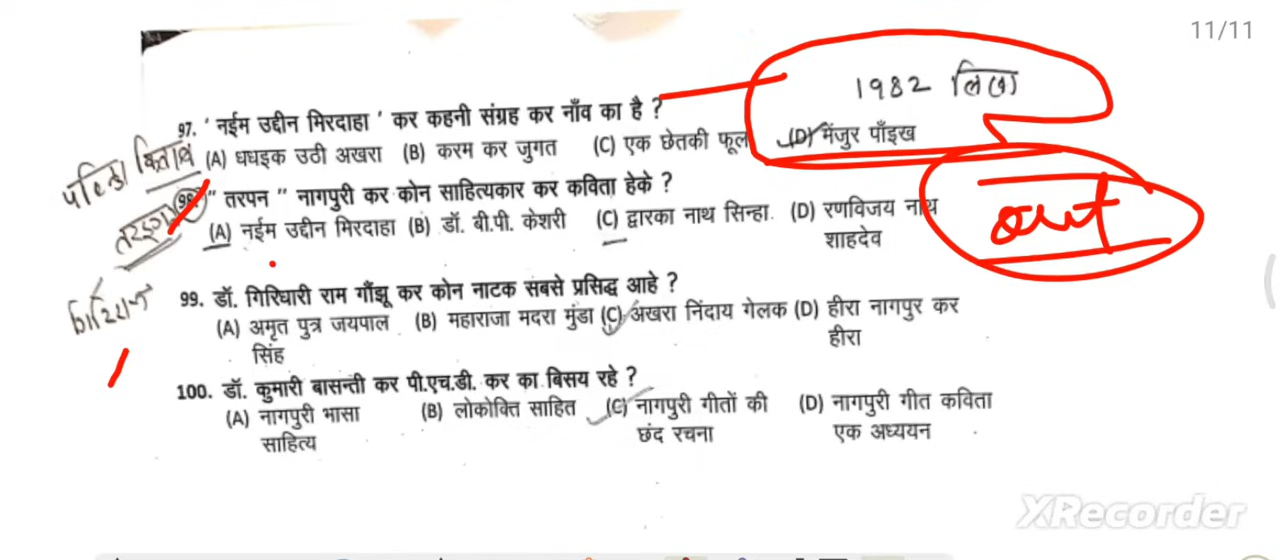 11/11
1982 लिखा
97. ' नईम उद्दीन मिरदाहा ' कर कहनी संग्रह कर नाँव का है ?
(A) धधइक उठी अखरा (B) करम कर जुगत (C) एक छेतकी फूल (D) मेंजुर पाँइख
पहिला किताब
98. " तरपन " नागपुरी कर कोन साहित्यकार कर कविता हेके ?
(A) नईम उद्दीन मिरदाहा (B) डॉ. बी.पी. केशरी (C) द्वारका नाथ सिन्हा (D) रणविजय नाथ
शाहदेव
out
99. डॉ. गिरिधारी राम गौंझू कर कोन नाटक सबसे प्रसिद्ध आहे ?
(A) अमृत पुत्र जयपाल (B) महाराजा मदरा मुंडा (C) अखरा निंदाय गेलक (D) हीरा नागपुर कर
सिंह हीरा
100. डॉ. कुमारी बासन्ती कर पी.एच.डी. कर का बिसय रहे ?
(A) नागपुरी भासा (B) लोकोक्ति साहित (C) नागपुरी गीतों की (D) नागपुरी गीत कविता
साहित्य छंद रचना एक अध्ययन
XRecorder